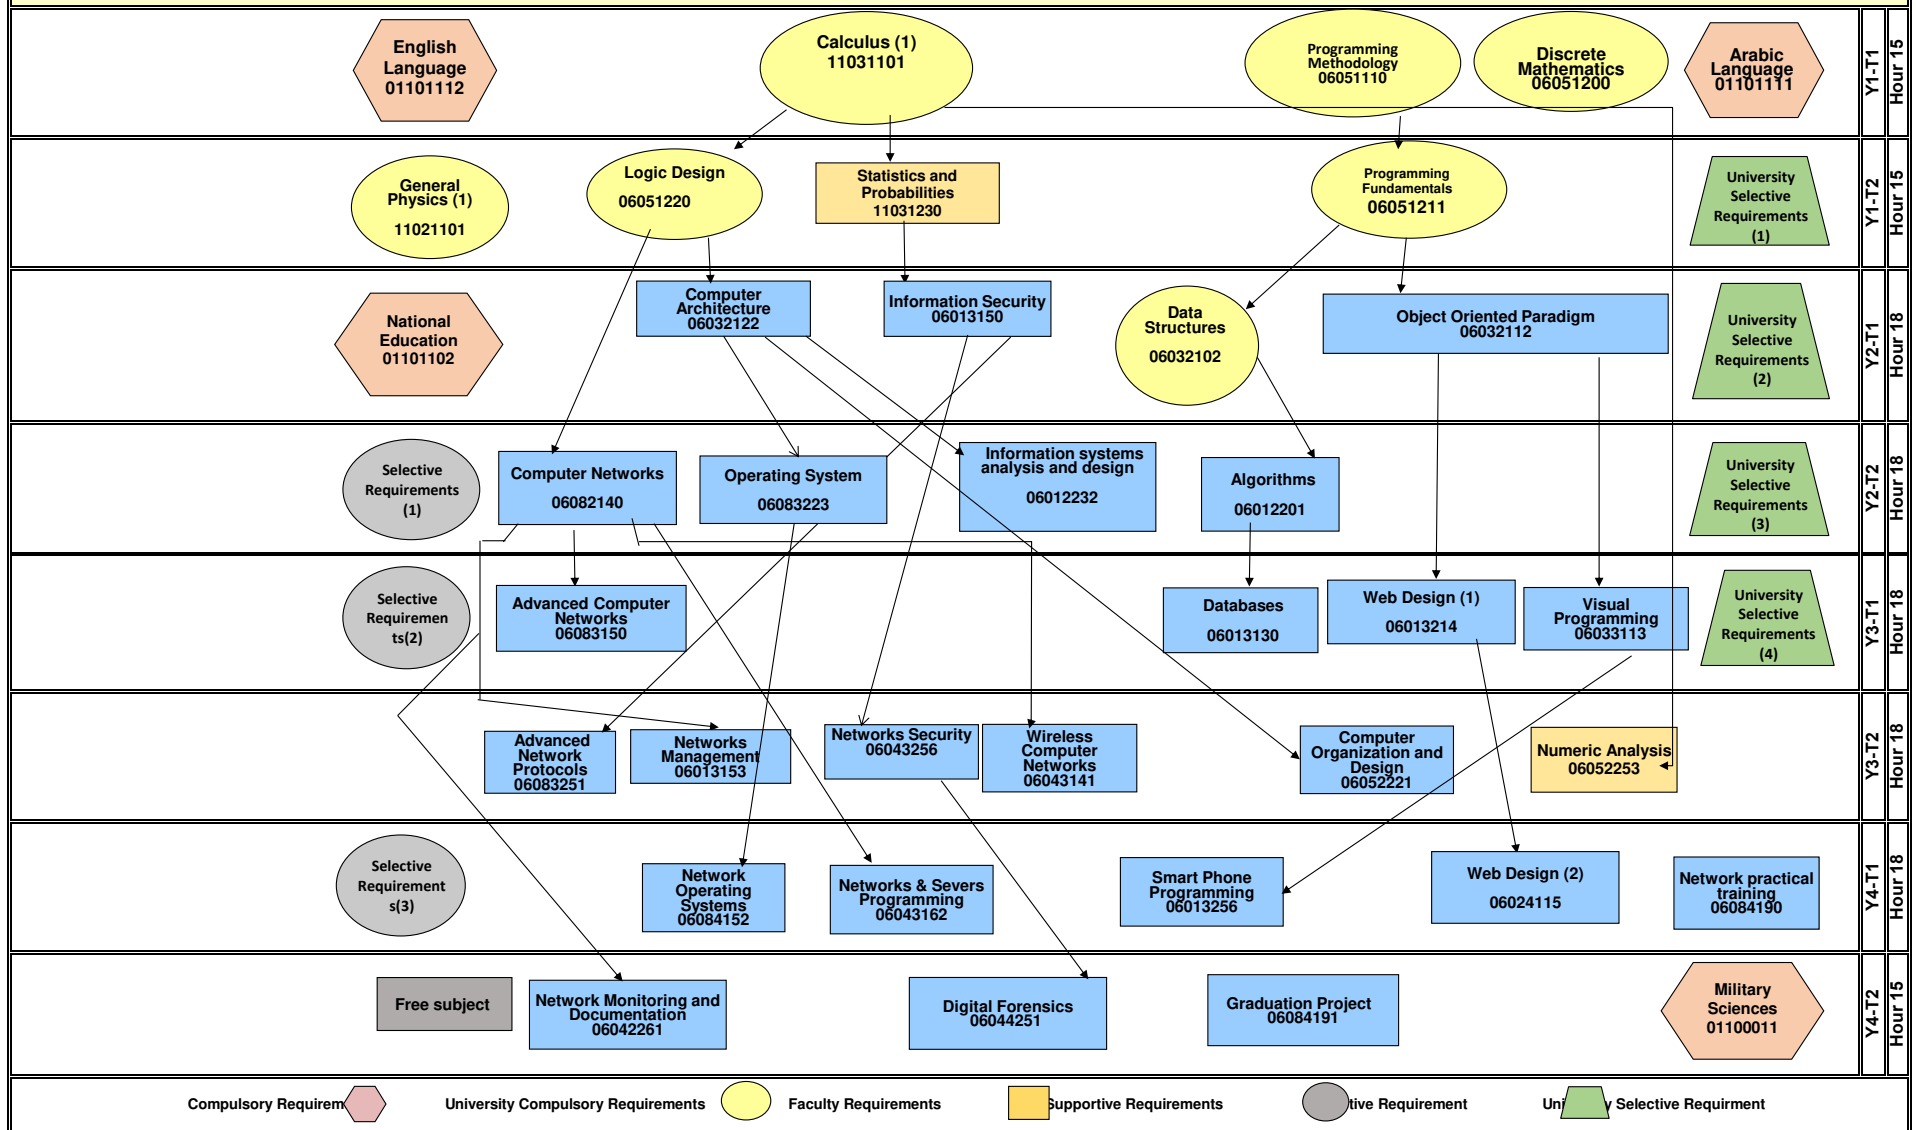 English
Language
01101112
Calculus (1)
11031101
Programming
Methodology
06051110
Discrete
Mathematics
06051200
Arabic
Language
01101111
Y1-T1
Hour 15
General
Physics (1)
11021101
Logic Design
06051220
Statistics and
Probabilities
11031230
Programming
Fundamentals
06051211
University
Selective
Requirements
(1)
Y1-T2
Hour 15
National
Education
01101102
Computer
Architecture
06032122
Information Security
06013150
Data
Structures
06032102
Object Oriented Paradigm
06032112
University
Selective
Requirements
(2)
Y2-T1
Hour 18
Selective
Requirements
(1)
Computer Networks
06082140
Operating System
06083223
Information systems
analysis and design
06012232
Algorithms
06012201
University
Selective
Requirements
(3)
Y2-T2
Hour 18
Selective
Requiremen
ts(2)
Advanced Computer
Networks
06083150
Databases
06013130
Web Design (1)
06013214
Visual
Programming
06033113
University
Selective
Requirements
(4)
Y3-T1
Hour 18
Advanced
Network
Protocols
06083251
Networks
Management
06013153
Networks Security
06043256
Wireless
Computer
Networks
06043141
Computer
Organization and
Design
06052221
Numeric Analysis
06052253
Y3-T2
Hour 18
Selective
Requirement
s(3)
Network
Operating
Systems
06084152
Networks & Severs
Programming
06043162
Smart Phone
Programming
06013256
Web Design (2)
06024115
Network practical
training
06084190
Y4-T1
Hour 18
Free subject
Network Monitoring and
Documentation
06042261
Digital Forensics
06044251
Graduation Project
06084191
Military
Sciences
01100011
Y4-T2
Hour 15
Compulsory Requirem
University Compulsory Requirements
Faculty Requirements
Supportive Requirements
tive Requirement
Uni y Selective Requirment